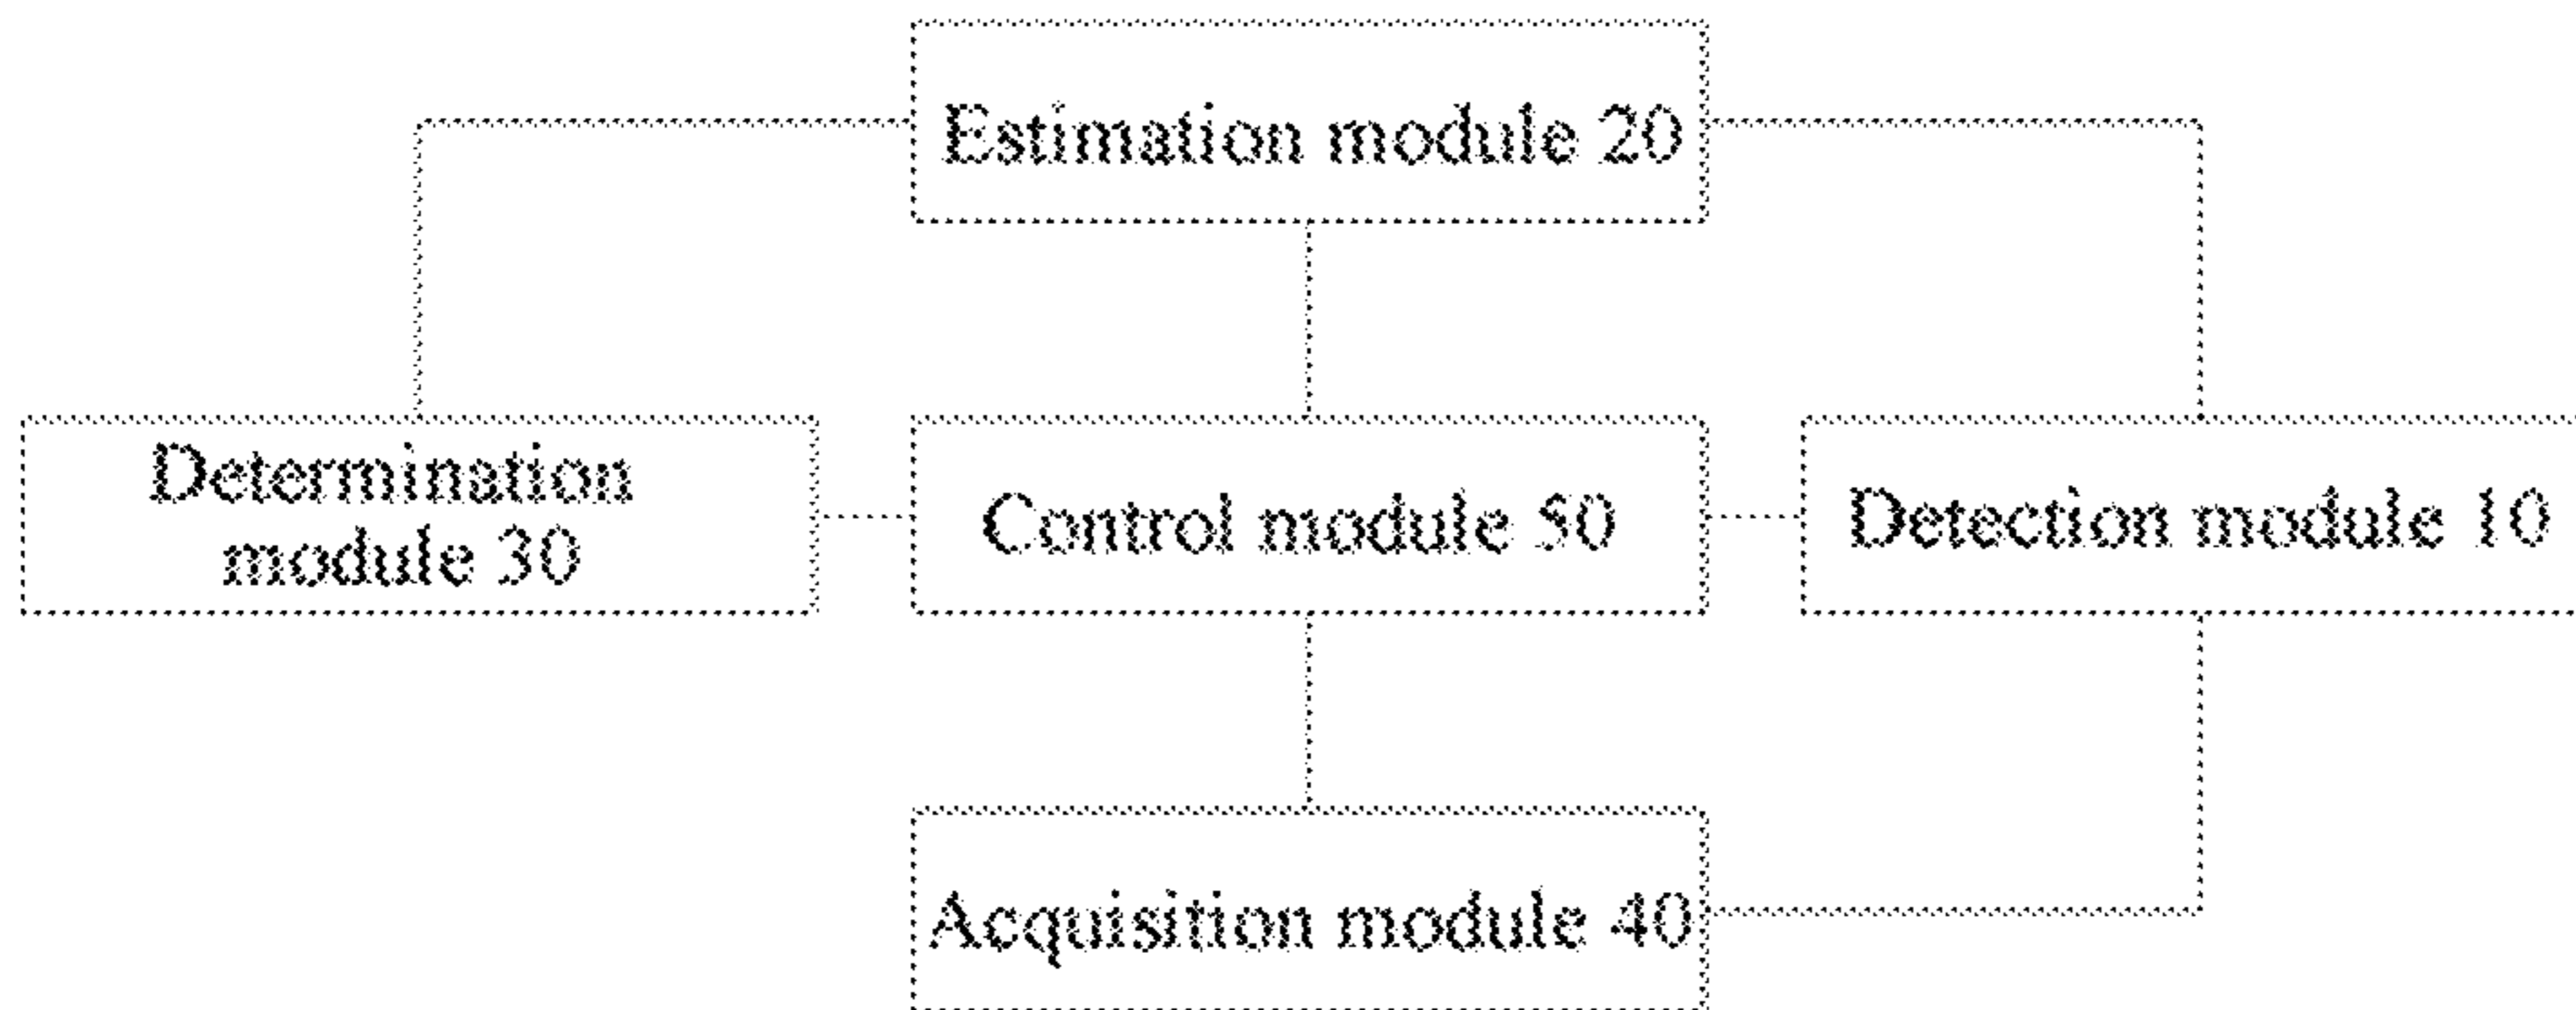 Estimation module 20
Determination
module 30
Control module 50
Detection module 10
Acquisition module 40